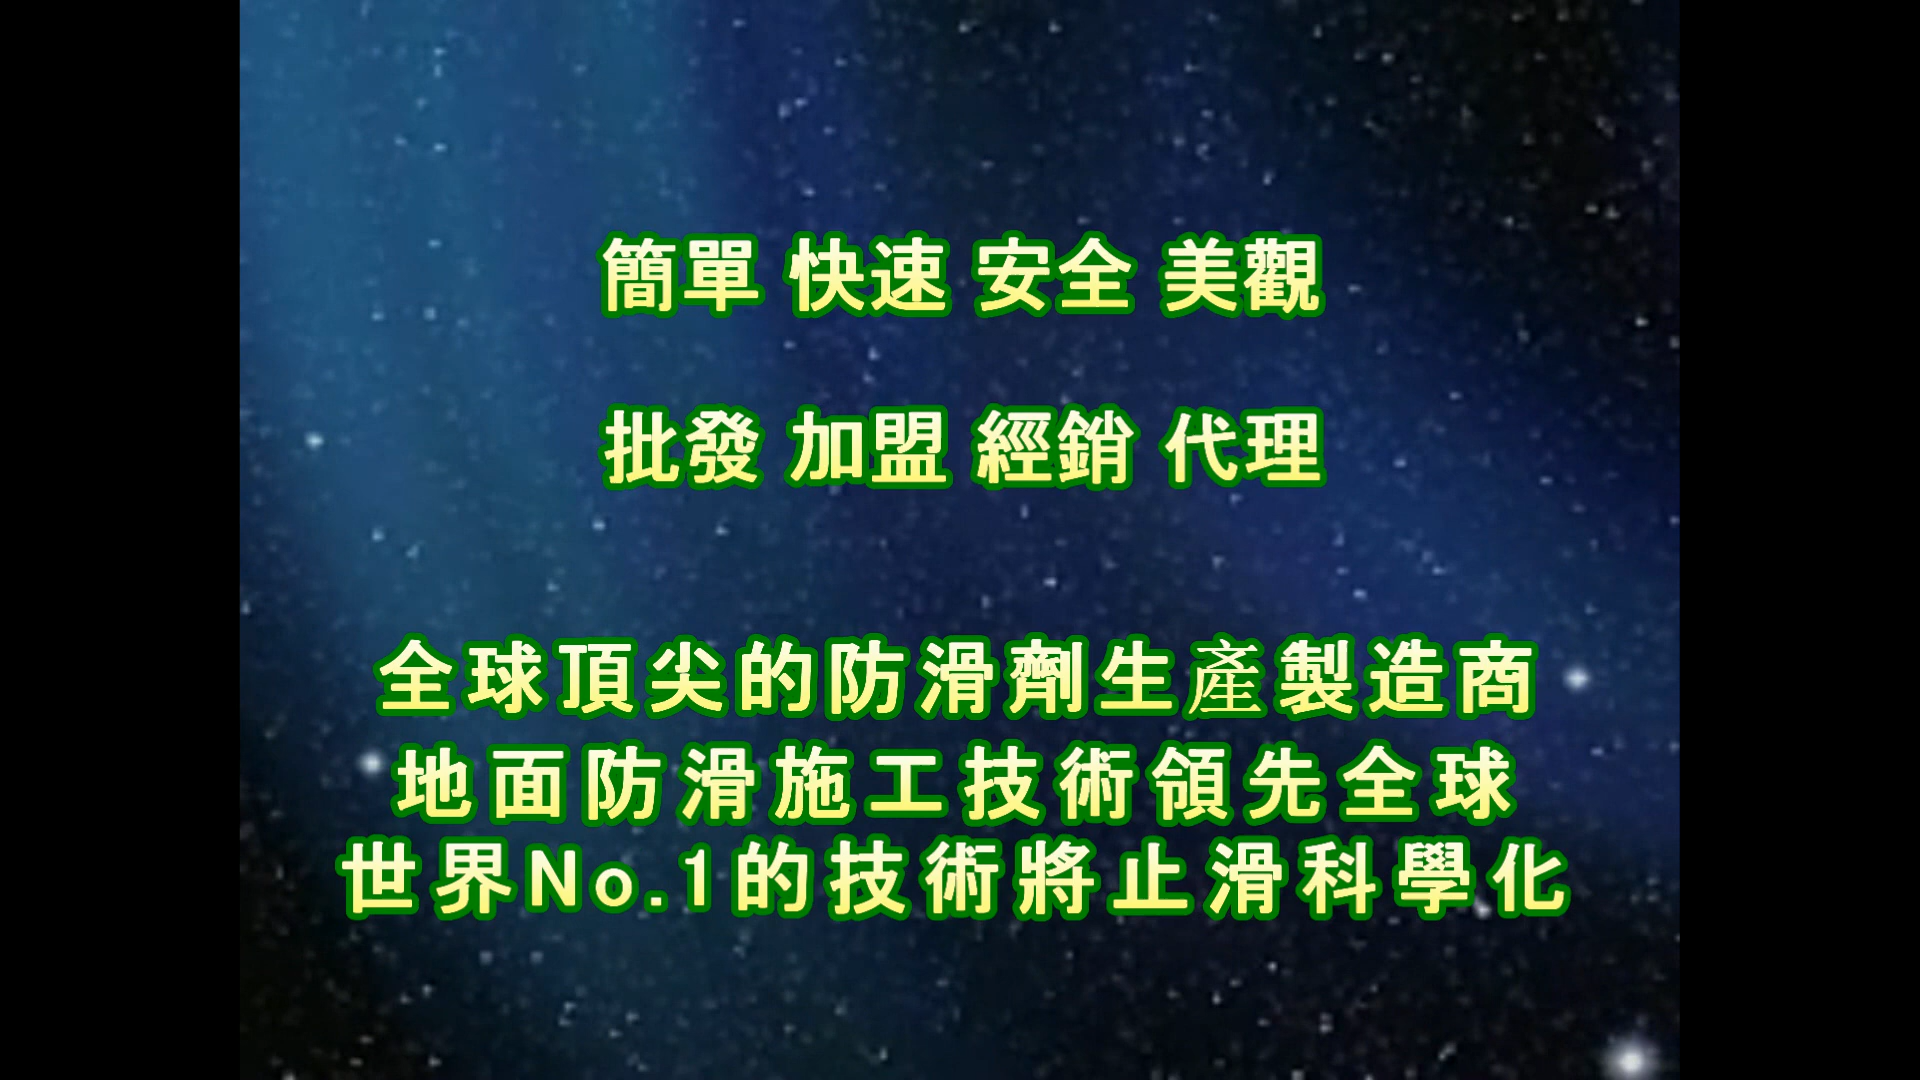 簡單 快速 安全 美觀
批發 加盟 經銷 代理
全球頂尖的防滑劑生產製造商
地面防滑施工技術領先全球
世界No.1的技術將止滑科學化